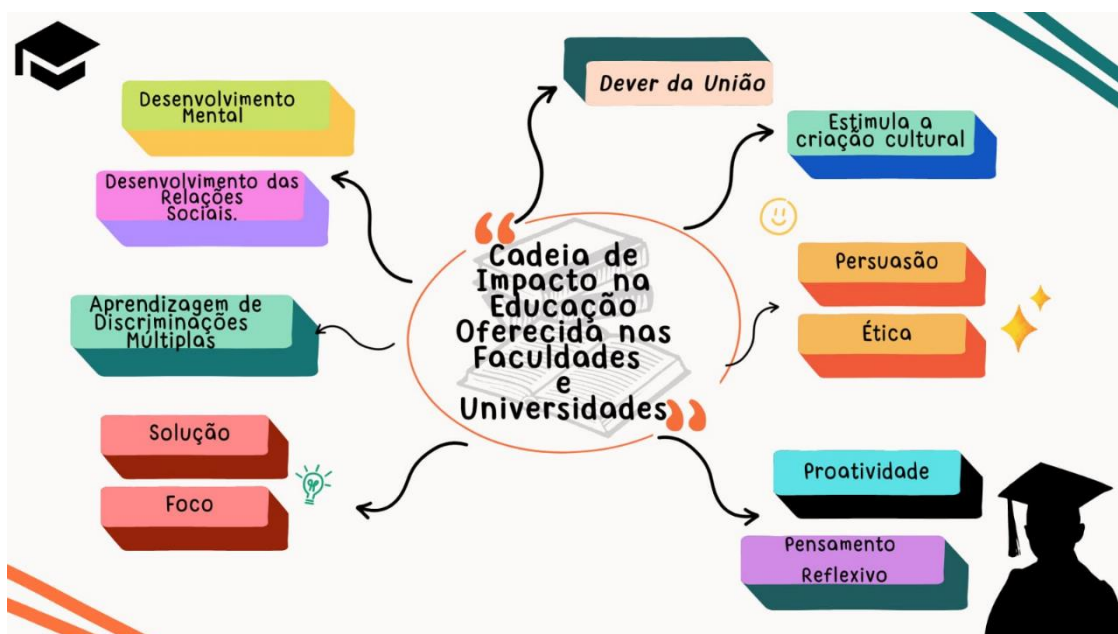 Dever da União
Desenvolvimento
Mental
Estimula a
criação cultural
Desenvolvimento das
Relações
Sociais.
“
Cadeia de
Impacto na
Educação
Oferecida nas
Faculdades
e
Universidades
”
Persuasão
Ética
Aprendizagem de
Discriminações
Múltiplas
Solução
Foco
Proatividade
Pensamento
Reflexivo